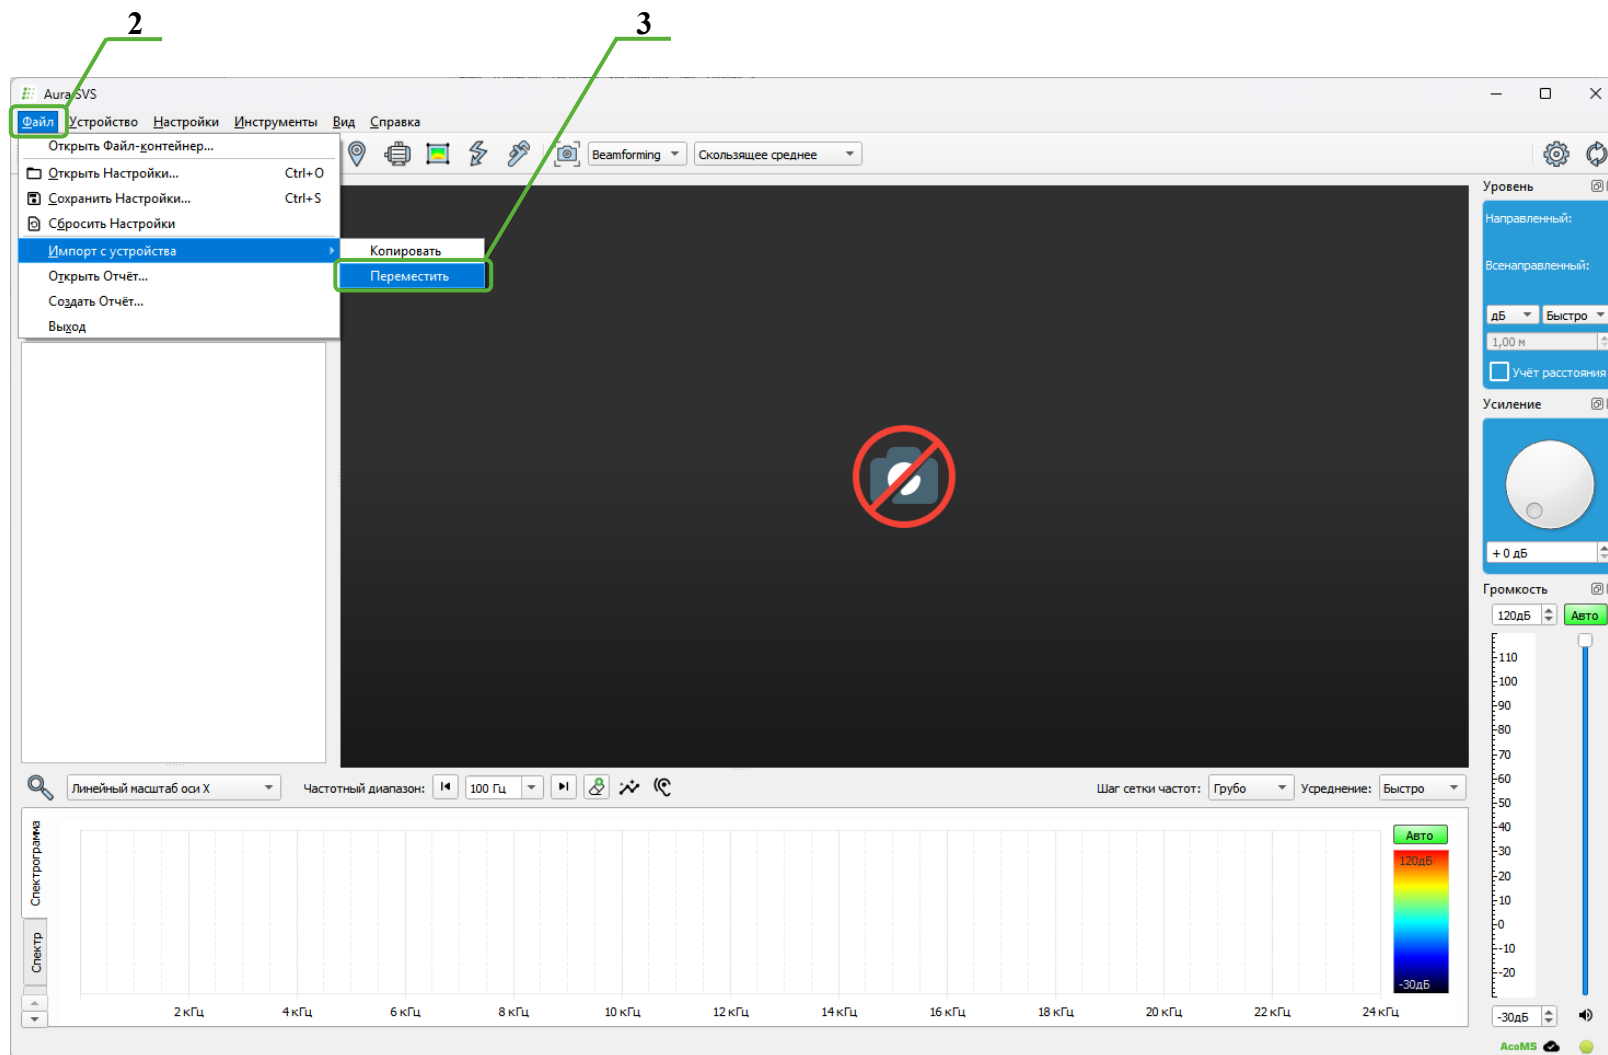 2
3
Aura SVS
Файл Устройство Настройки Инструменты Вид Справка
Открыть Файл-контейнер...
Открыть Настройки... Ctrl+O
Сохранить Настройки... Ctrl+S
Сбросить Настройки
Импорт с устройства
Открыть Отчёт...
Создать Отчёт...
Выход
Копировать
Переместить
Beamforming
Скользящее среднее
Уровень
Направленный:
Всенаправленный:
дБ Быстро
1,00 м
Учёт расстояния
Усиление
+ 0 дБ
Громкость
120дБ Авто
110
100
90
80
70
60
50
40
30
20
10
0
-10
-20
-30дБ
Линейный масштаб оси X
Частотный диапазон: 100 Гц
Шаг сетки частот: Грубо Усреднение: Быстро
Спектрограмма
Спектр
Авто
120дБ
-30дБ
2 кГц 4 кГц 6 кГц 8 кГц 10 кГц 12 кГц 14 кГц 16 кГц 18 кГц 20 кГц 22 кГц 24 кГц
AcoMS